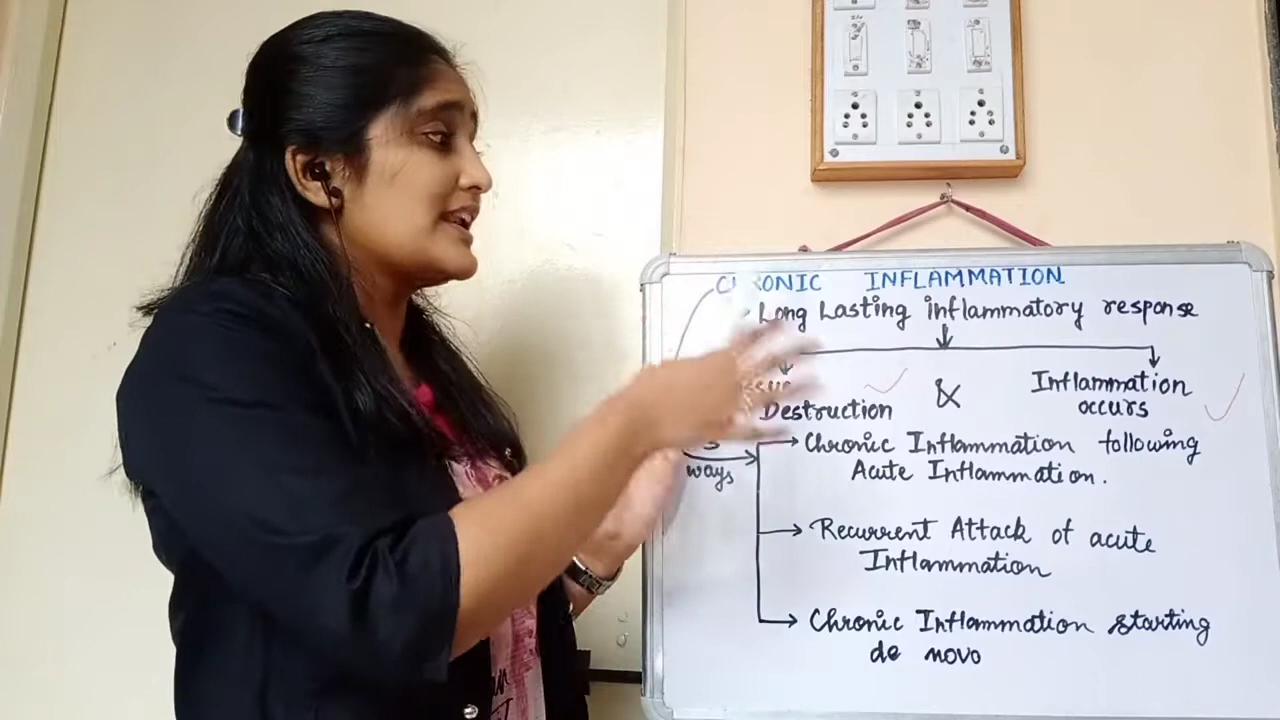 CHRONIC INFLAMMATION
Long Lasting inflammatory response
Destruction & Inflammation
occurs
ways
Chronic Inflammation following
Acute Inflammation.
Recurrent Attack of acute
Inflammation
Chronic Inflammation starting
de novo